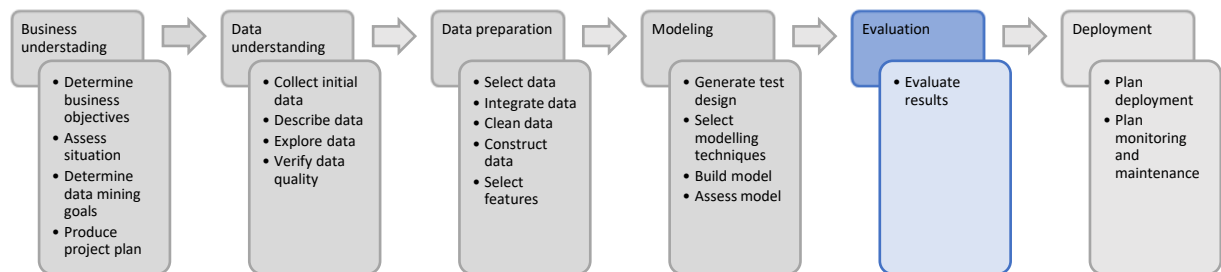 Business
understading
• Determine
business
objectives
• Assess
situation
• Determine
data mining
goals
• Produce
project plan
Data
understanding
• Collect initial
data
• Describe data
• Explore data
• Verify data
quality
Data preparation
• Select data
• Integrate data
• Clean data
• Construct
data
• Select
features
Modeling
• Generate test
design
• Select
modelling
techniques
• Build model
• Assess model
Evaluation
• Evaluate
results
Deployment
• Plan
deployment
• Plan
monitoring
and
maintenance